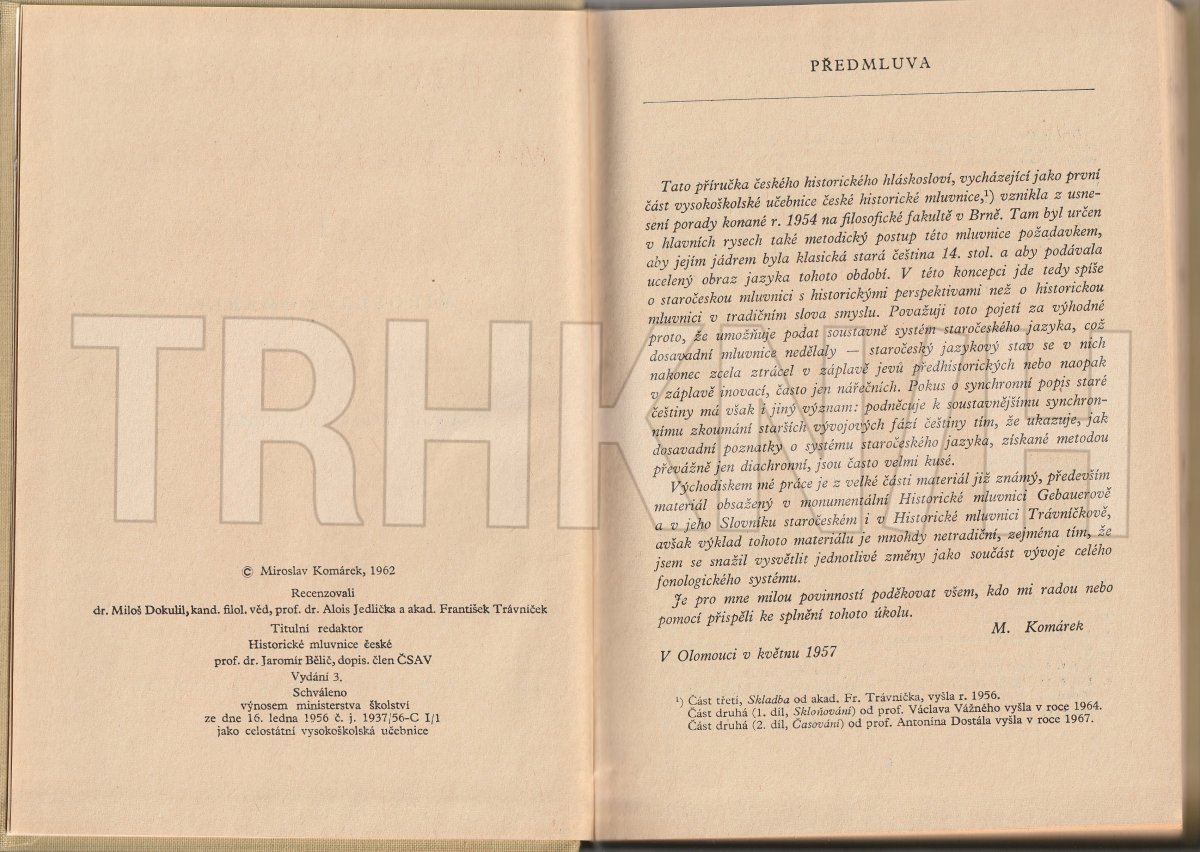 © Miroslav Komárek, 1962
Recenzovali
dr. Miloš Dokulil, kand. filol. věd, prof. dr. Alois Jedlička a akad. František Trávníček
Titulní redaktor
Historické mluvnice české
prof. dr. Jaromír Bělič, dopis. člen ČSAV
Vydání 3.
Schváleno
výnosem ministerstva školství
ze dne 16. ledna 1956 č. j. 1937/56-C I/1
jako celostátní vysokoškolská učebnice
PŘEDMLUVA
Tato příručka českého historického hláskosloví, vycházející jako první
část vysokoškolské učebnice české historické mluvnice,¹) vznikla z usne-
sení porady konané r. 1954 na filosofické fakultě v Brně. Tam byl určen
v hlavních rysech také metodický postup této mluvnice požadavkem,
aby jejím jádrem byla klasická stará čeština 14. stol. a aby podávala
ucelený obraz jazyka tohoto období. V této koncepci jde tedy spíše
o staročeskou mluvnici s historickými perspektivami než o historickou
mluvnici v tradičním slova smyslu. Považuji toto pojetí za výhodné
proto, že umožňuje podat soustavně systém staročeského jazyka, což
dosavadní mluvnice nedělaly — staročeský jazykový stav se v nich
nakonec zcela ztrácel v záplavě jevů předhistorických nebo naopak
v záplavě inovací, často jen nářečních. Pokus o synchronní popis staré
češtiny má však i jiný význam: podněcuje k soustavnějšímu synchron-
nímu zkoumání starších vývojových fází češtiny tím, že ukazuje, jak
dosavadní poznatky o systému staročeského jazyka, získané metodou
převážně jen diachronní, jsou často velmi kusé.
Východiskem mé práce je z velké části materiál již známý, především
materiál obsažený v monumentální Historické mluvnici Gebauerově
a v jeho Slovníku staročeském i v Historické mluvnici Trávníčkově,
avšak výklad tohoto materiálu je mnohdy netradiční, zejména tím, že
jsem se snažil vysvětlit jednotlivé změny jako součást vývoje celého
fonologického systému.
Je pro mne milou povinností poděkovat všem, kdo mi radou nebo
pomocí přispěli ke splnění tohoto úkolu.
M. Komárek
V Olomouci v květnu 1957
¹) Část třetí, Skladba od akad. Fr. Trávníčka, vyšla r. 1956.
Část druhá (1. díl, Skloňování) od prof. Václava Vážného vyšla v roce 1964.
Část druhá (2. díl, Časování) od prof. Antonína Dostála vyšla v roce 1967.
TRHKNIH